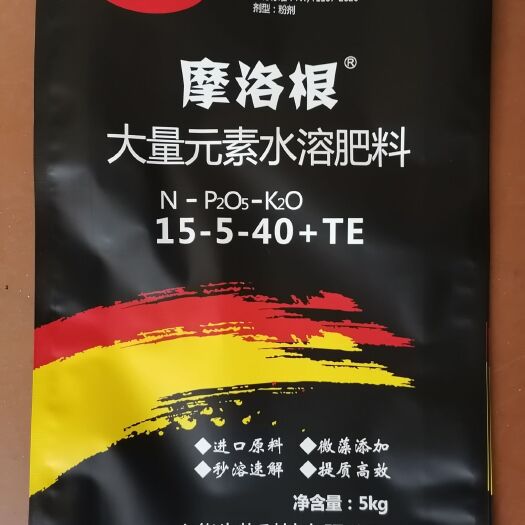 剂型：粉剂
摩洛根®
大量元素水溶肥料
N - P2O5-K2O
15-5-40+TE
◆进口原料 ◆微藻添加
◆秒溶速解 ◆提质高效
净含量：5kg